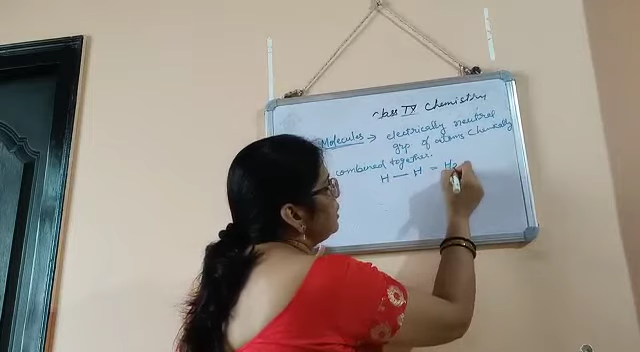 Class IX Chemistry
Molecules → electrically neutral
grp. of atoms chemically
combined together.
H — H = H2